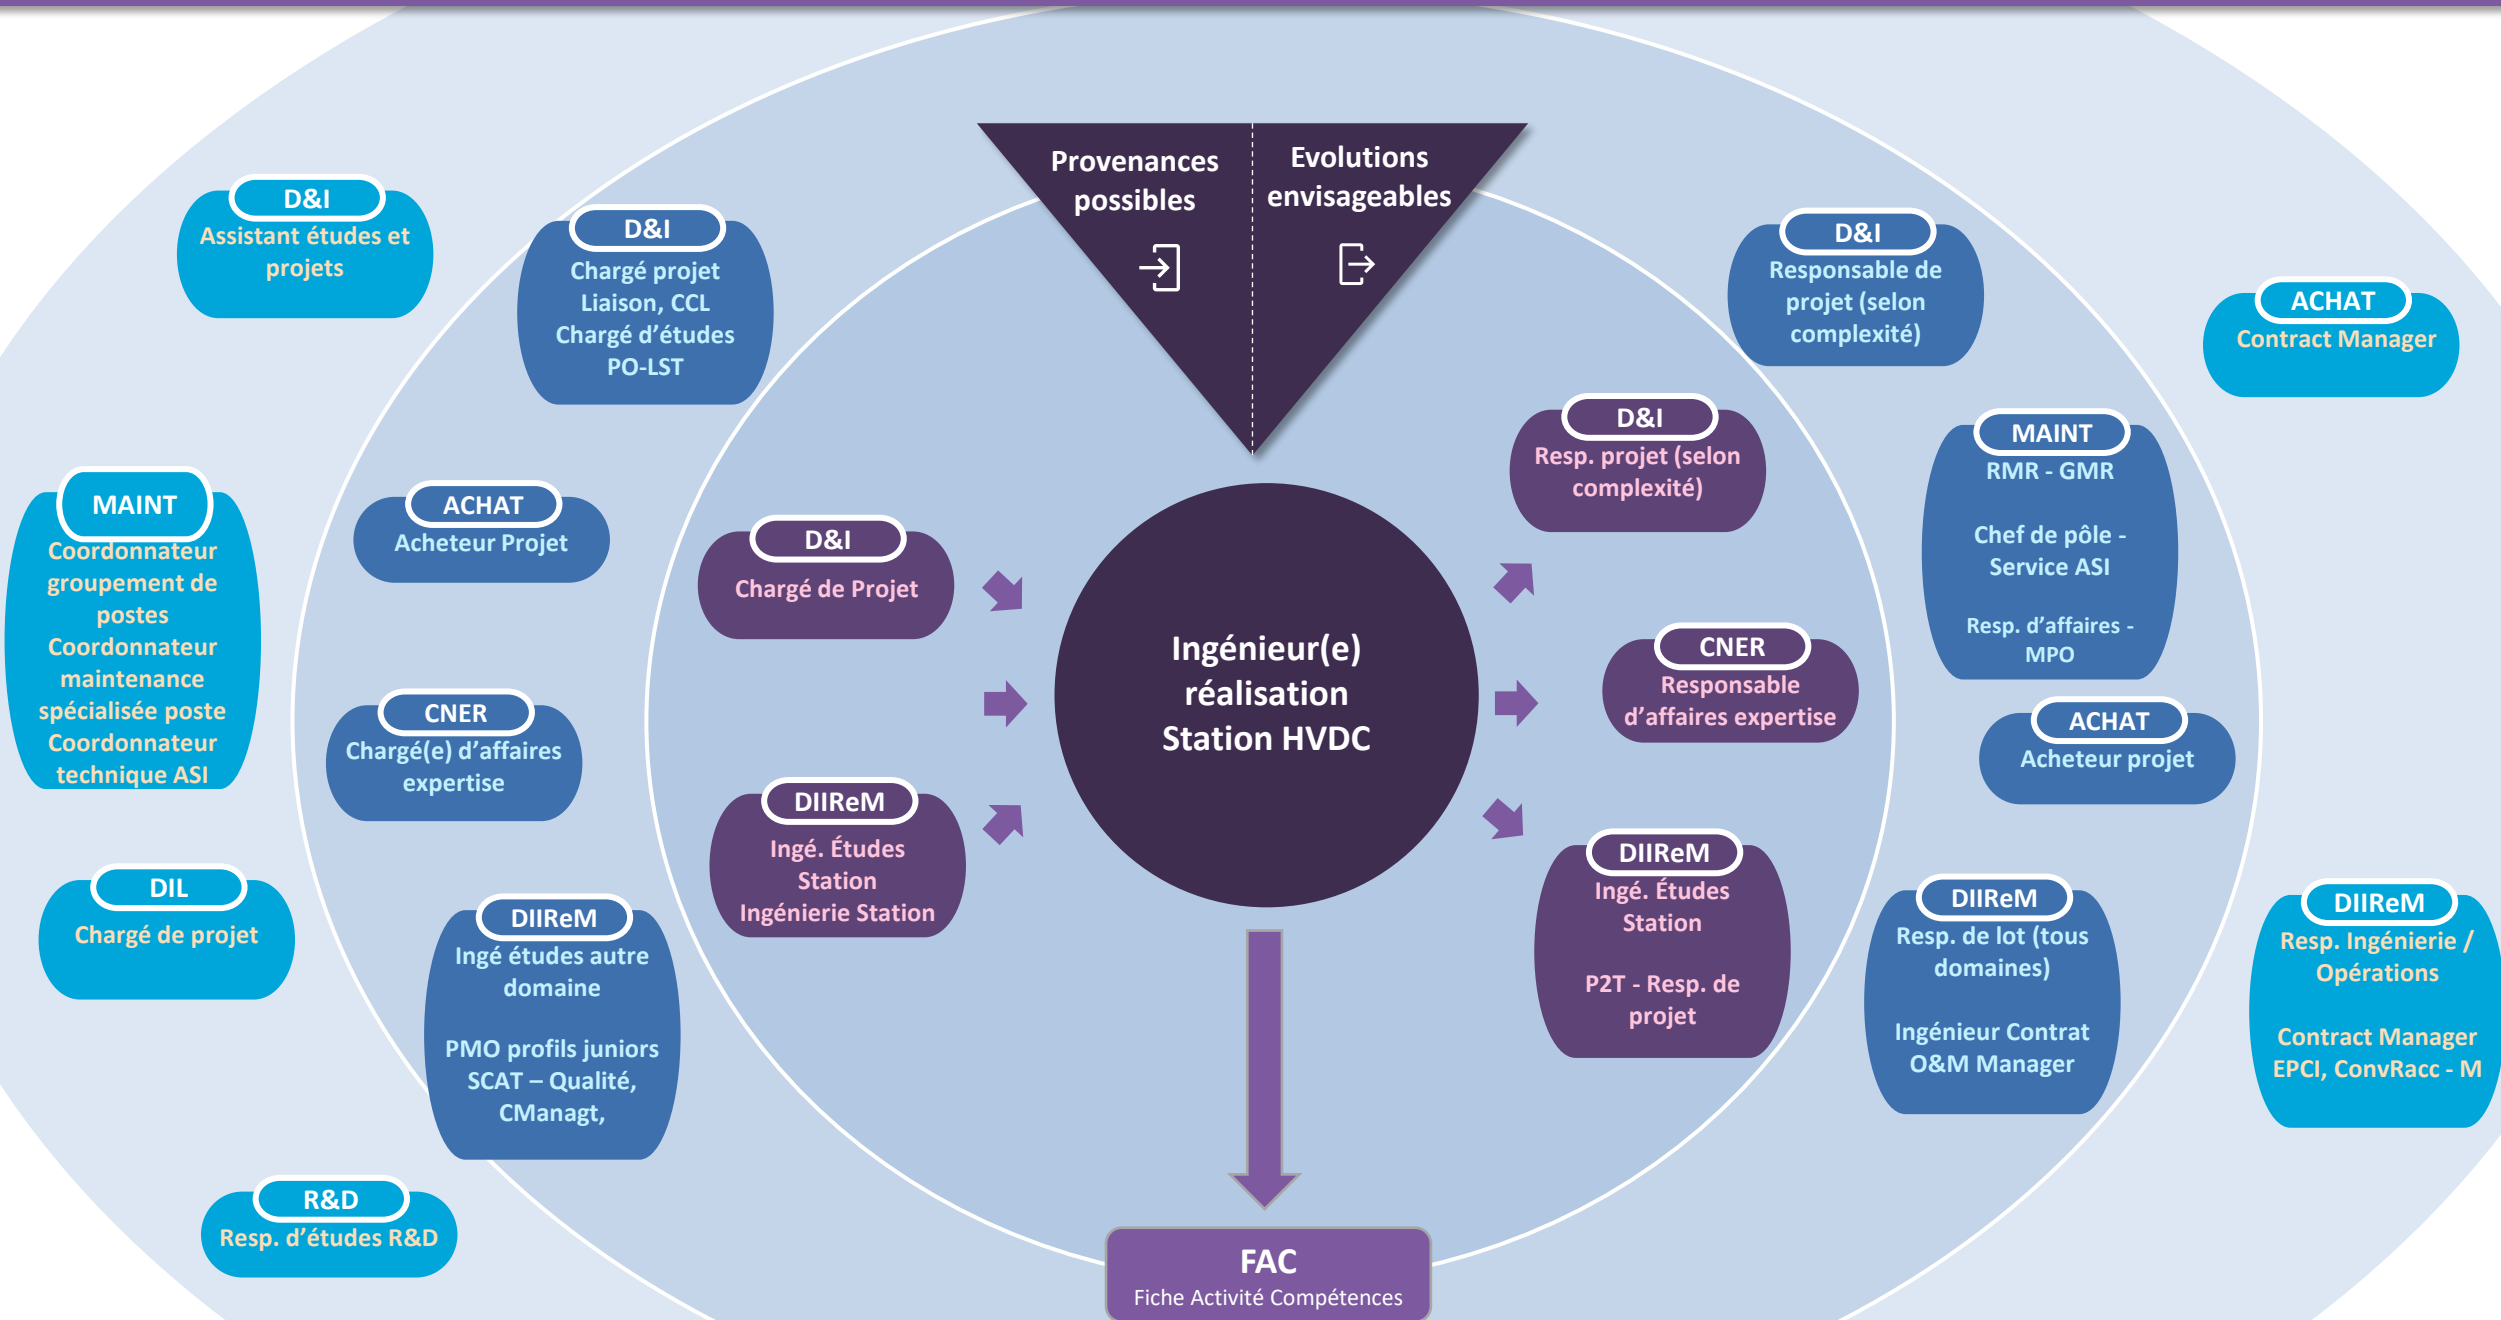 Provenances
possibles
Evolutions
envisageables
D&I
Assistant études et
projets
D&I
Chargé projet
Liaison, CCL
Chargé d’études
PO-LST
MAINT
Coordonnateur
groupement de
postes
Coordonnateur
maintenance
spécialisée poste
Coordonnateur
technique ASI
ACHAT
Acheteur Projet
D&I
Chargé de Projet
CNER
Chargé(e) d’affaires
expertise
DIIReM
Ingé. Études
Station
Ingénierie Station
DIL
Chargé de projet
DIIReM
Ingé études autre
domaine
PMO profils juniors
SCAT – Qualité,
CManagt,
R&D
Resp. d’études R&D
Ingénieur(e)
réalisation
Station HVDC
D&I
Resp. projet (selon
complexité)
CNER
Responsable
d’affaires expertise
DIIReM
Ingé. Études
Station
P2T - Resp. de
projet
D&I
Responsable de
projet (selon
complexité)
MAINT
RMR - GMR
Chef de pôle -
Service ASI
Resp. d’affaires -
MPO
ACHAT
Acheteur projet
DIIReM
Resp. de lot (tous
domaines)
Ingénieur Contrat
O&M Manager
ACHAT
Contract Manager
DIIReM
Resp. Ingénierie /
Opérations
Contract Manager
EPCI, ConvRacc - M
FAC
Fiche Activité Compétences